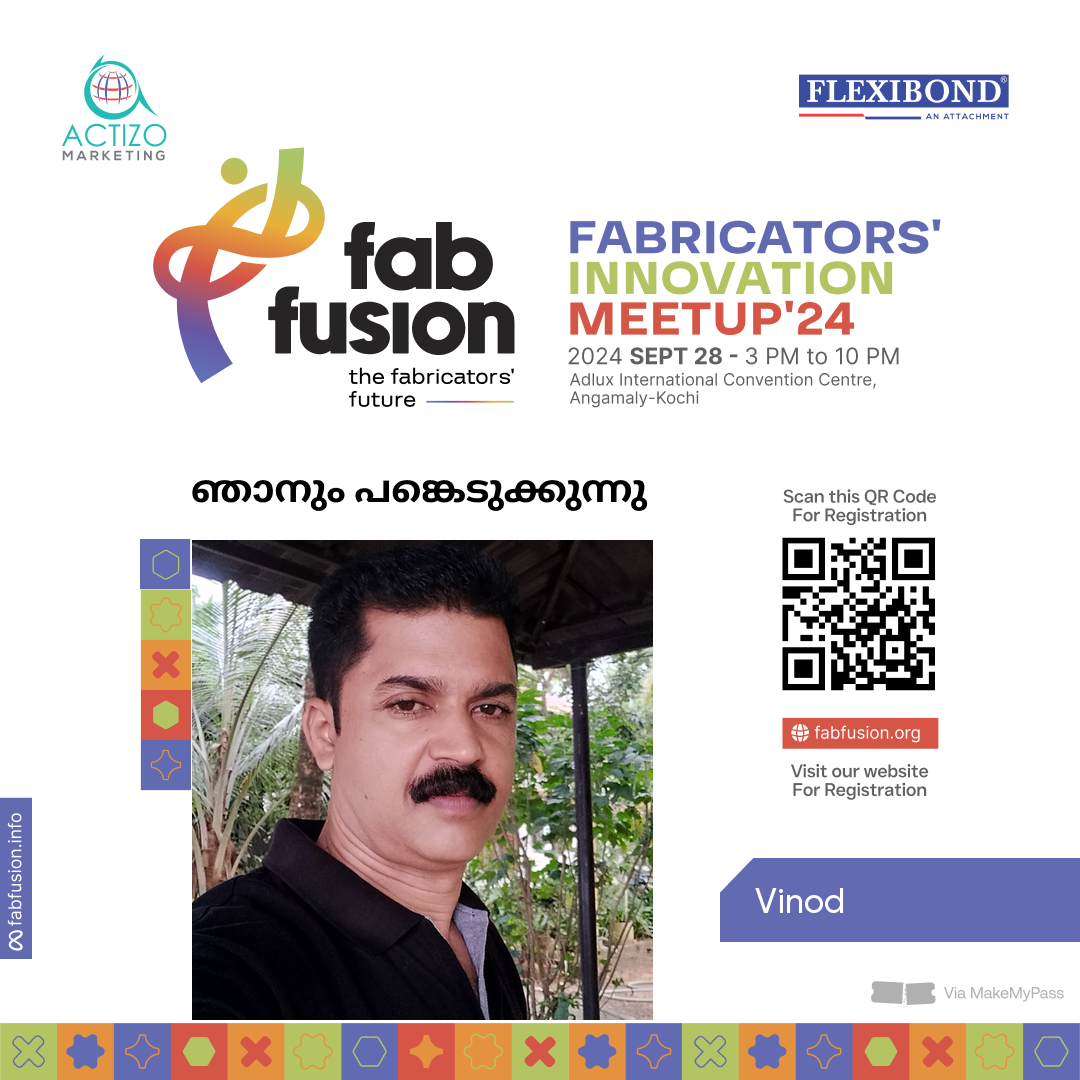 ACTIZO
MARKETING
FLEXIBOND®
AN ATTACHMENT
fab
fusion
the fabricators'
future
FABRICATORS'
INNOVATION
MEETUP'24
2024 SEPT 28 - 3 PM to 10 PM
Adlux International Convention Centre,
Angamaly-Kochi
ഞാനും പങ്കെടുക്കുന്നു
Scan this QR Code
For Registration
fabfusion.org
Visit our website
For Registration
fabfusion.info
Vinod
Via MakeMyPass